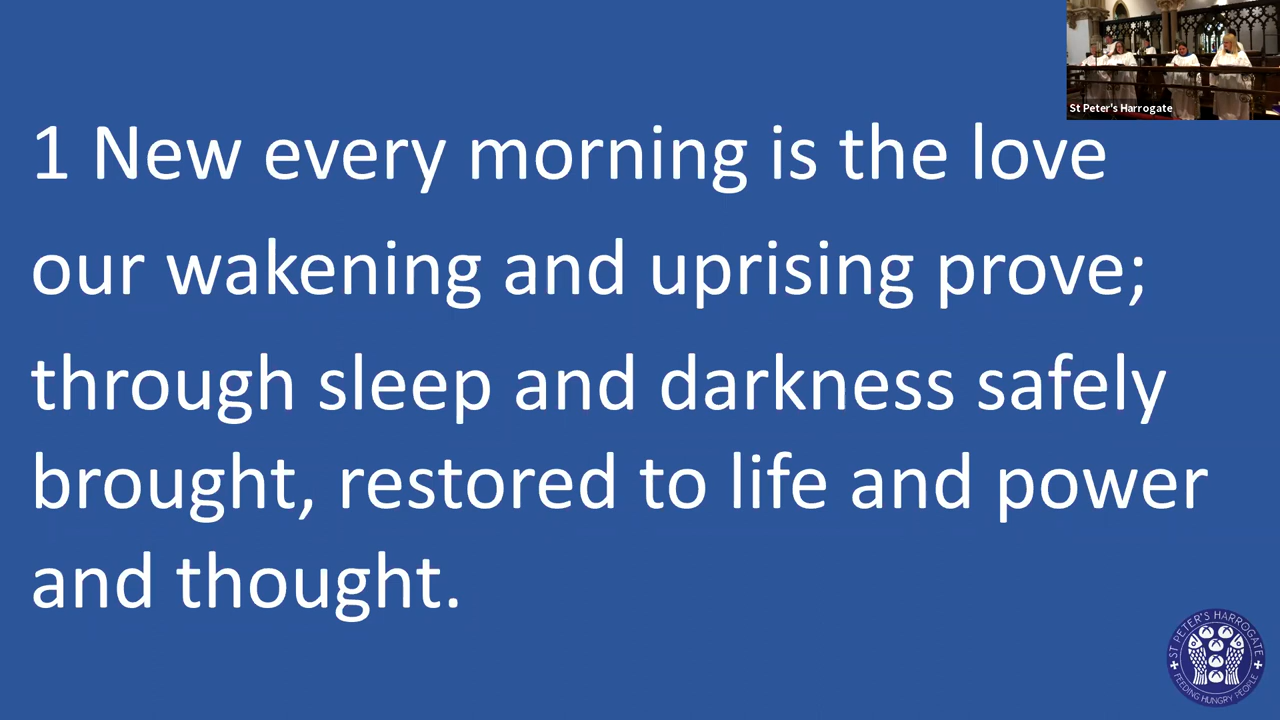 St Peter's Harrogate
1 New every morning is the love
our wakening and uprising prove;
through sleep and darkness safely
brought, restored to life and power
and thought.
ST PETER'S HARROGATE
FEEDING HUNGRY PEOPLE